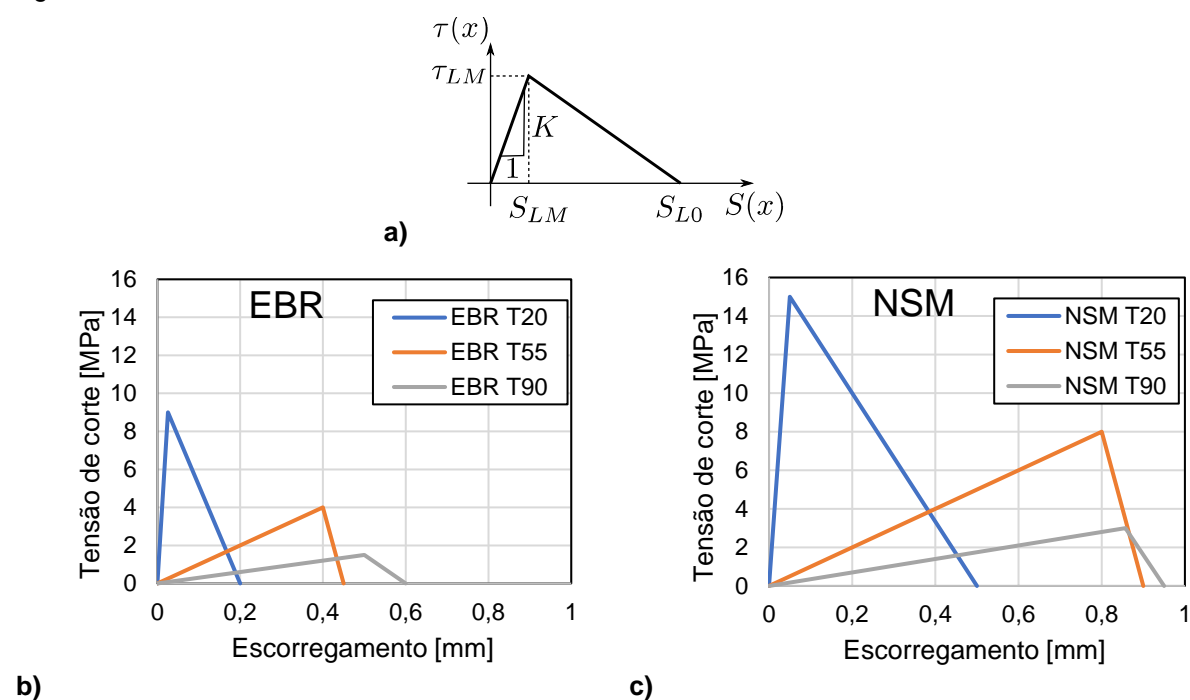 τ(x)
τ_LM
K
1
S_LM S_L0 S(x)
a)
EBR
EBR T20
EBR T55
EBR T90
Tensão de corte [MPa]
16
14
12
10
8
6
4
2
0
0 0,2 0,4 0,6 0,8 1
Escorregamento [mm]
b)
NSM
NSM T20
NSM T55
NSM T90
Tensão de corte [MPa]
16
14
12
10
8
6
4
2
0
0 0,2 0,4 0,6 0,8 1
Escorregamento [mm]
c)